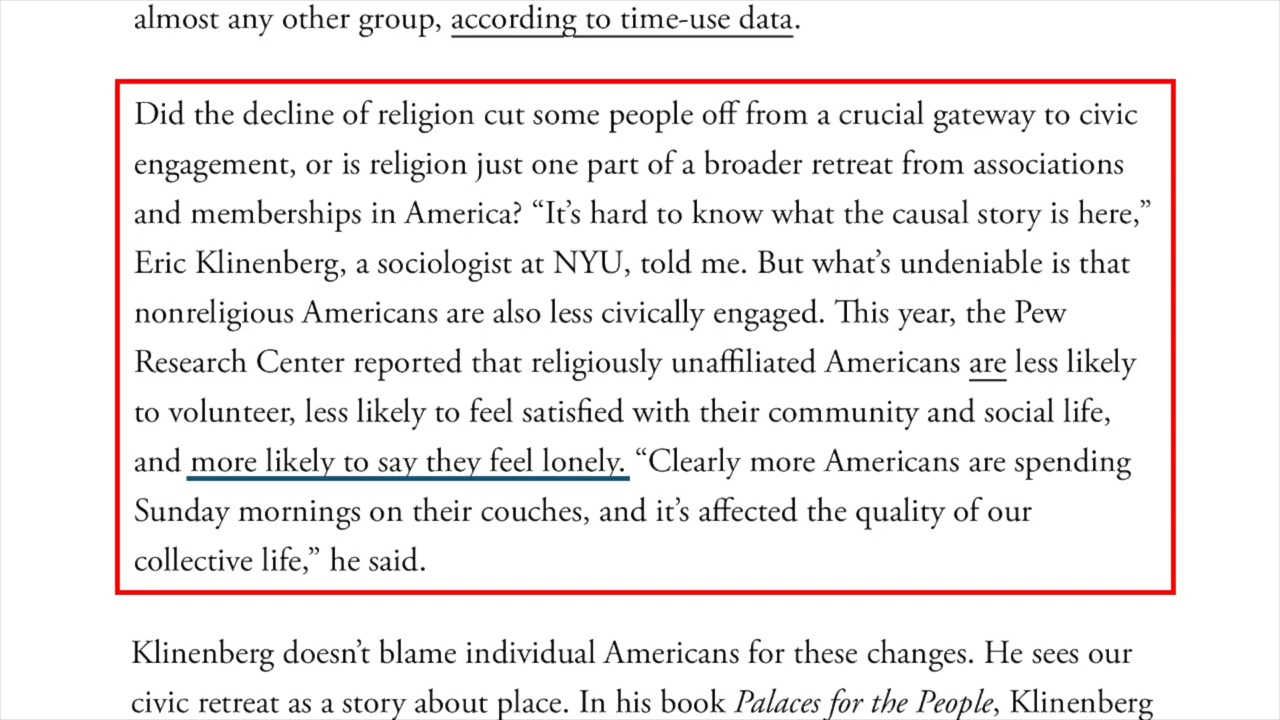 almost any other group, according to time-use data.
Did the decline of religion cut some people off from a crucial gateway to civic
engagement, or is religion just one part of a broader retreat from associations
and memberships in America? “It’s hard to know what the causal story is here,”
Eric Klinenberg, a sociologist at NYU, told me. But what’s undeniable is that
nonreligious Americans are also less civically engaged. This year, the Pew
Research Center reported that religiously unaffiliated Americans are less likely
to volunteer, less likely to feel satisfied with their community and social life,
and more likely to say they feel lonely. “Clearly more Americans are spending
Sunday mornings on their couches, and it’s affected the quality of our
collective life,” he said.
Klinenberg doesn’t blame individual Americans for these changes. He sees our
civic retreat as a story about place. In his book Palaces for the People, Klinenberg